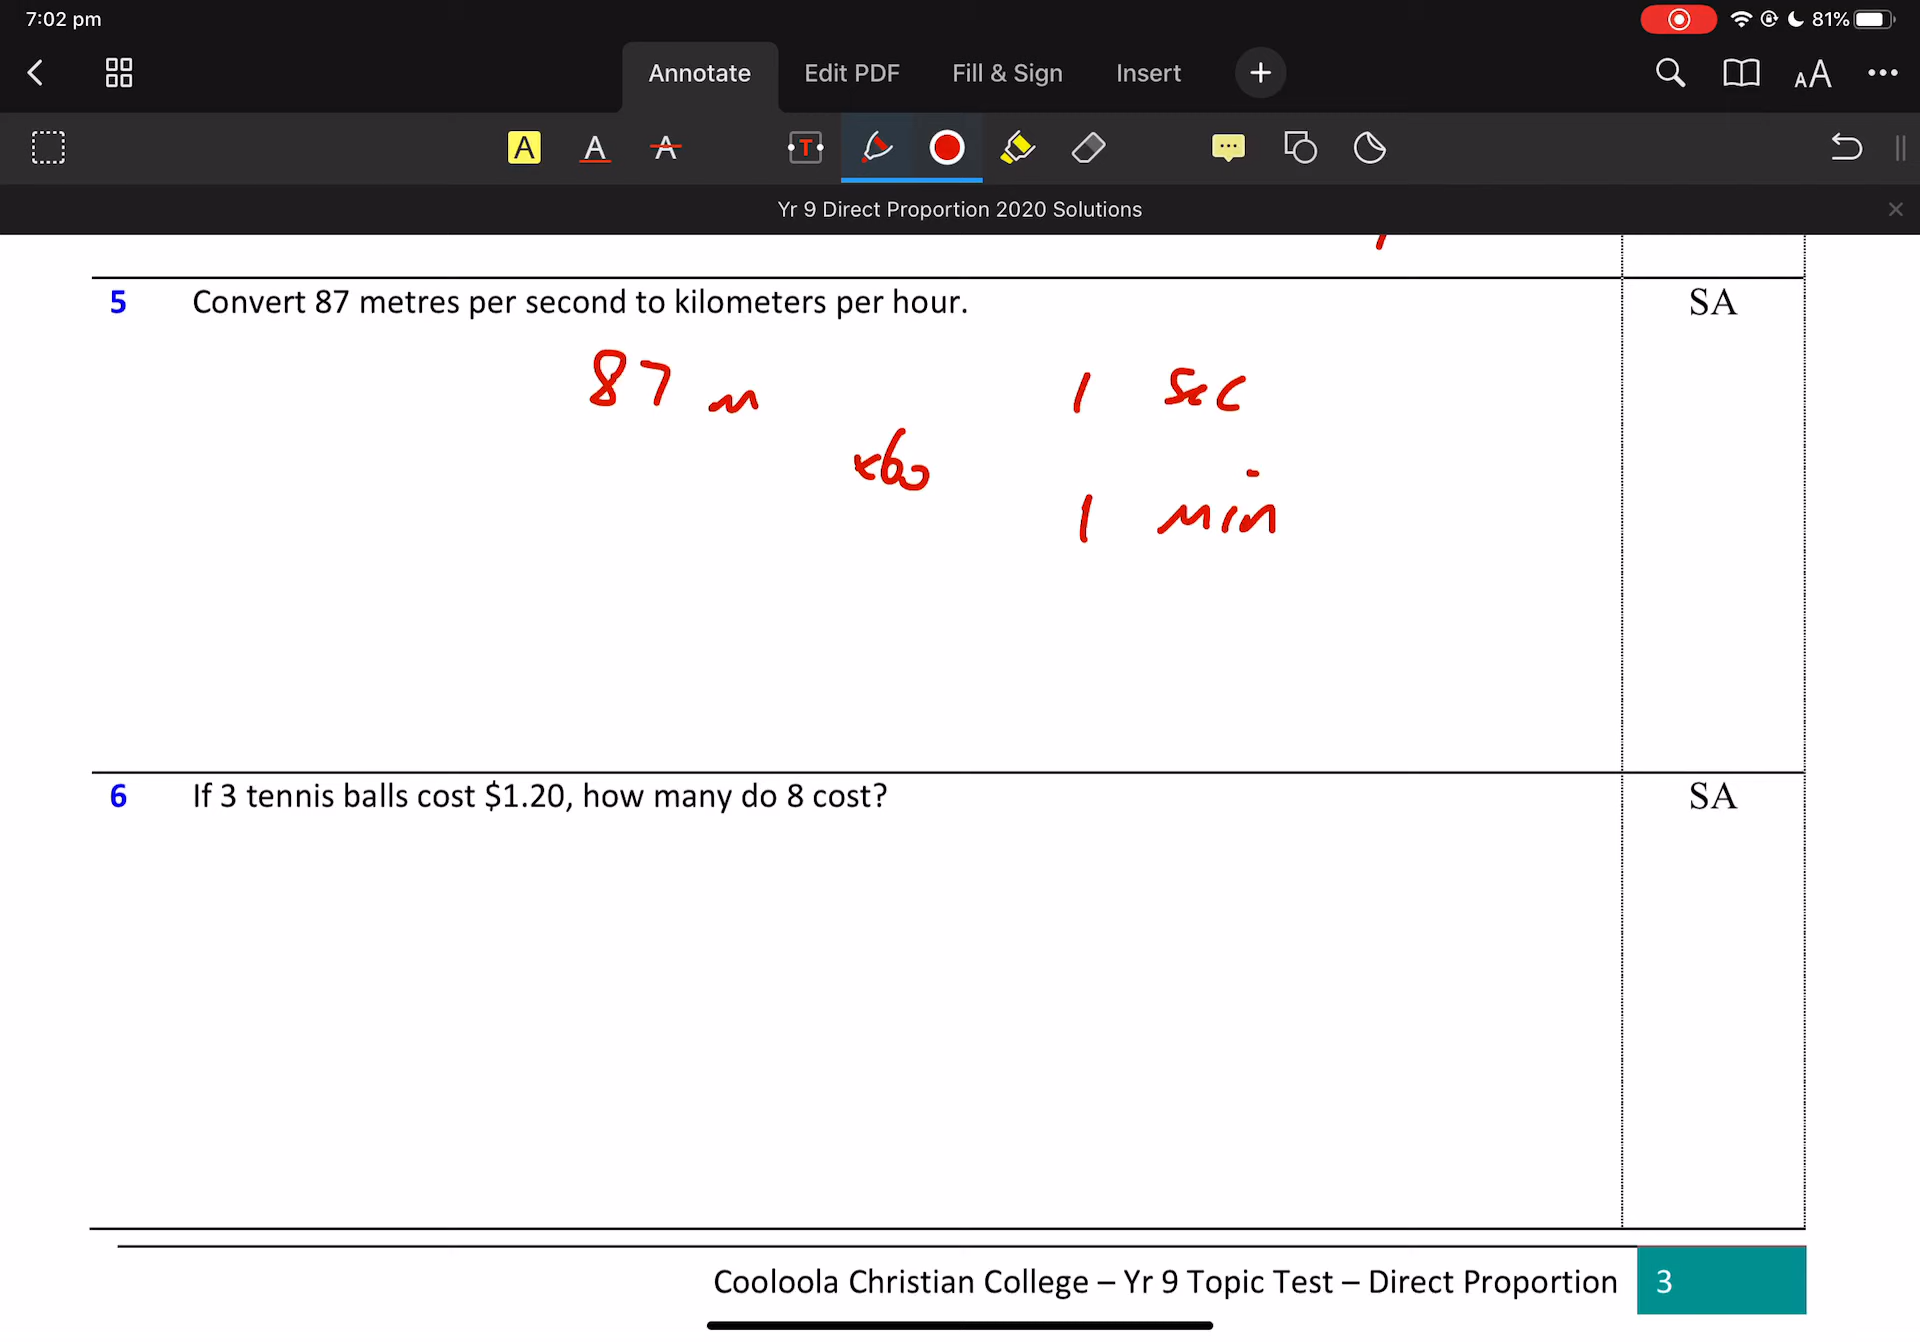 7:02 pm
81%
Annotate Edit PDF Fill & Sign Insert
AA
A A A T
Yr 9 Direct Proportion 2020 Solutions
5 Convert 87 metres per second to kilometers per hour. SA
87 m 1 sec
×60
1 min
6 If 3 tennis balls cost $1.20, how many do 8 cost? SA
Cooloola Christian College – Yr 9 Topic Test – Direct Proportion 3